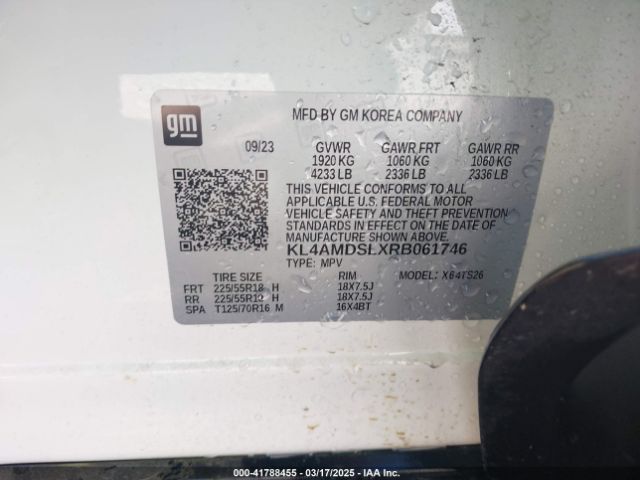 gm
MFD BY GM KOREA COMPANY
09/23 GVWR GAWR FRT GAWR RR
1920 KG 1060 KG 1060 KG
4233 LB 2336 LB 2336 LB
THIS VEHICLE CONFORMS TO ALL
APPLICABLE U.S. FEDERAL MOTOR
VEHICLE SAFETY AND THEFT PREVENTION
STANDARDS IN EFFECT ON THE DATE OF
MANUFACTURE SHOWN ABOVE.
KL4AMDSLXRB061746
TYPE: MPV MODEL: X64TS26
TIRE SIZE RIM
FRT 225/55R18 H 18X7.5J
RR 225/55R18 H 18X7.5J
SPA T125/70R16 M 16X4BT
© - 41788455 - 03/17/2025 - IAA Inc.